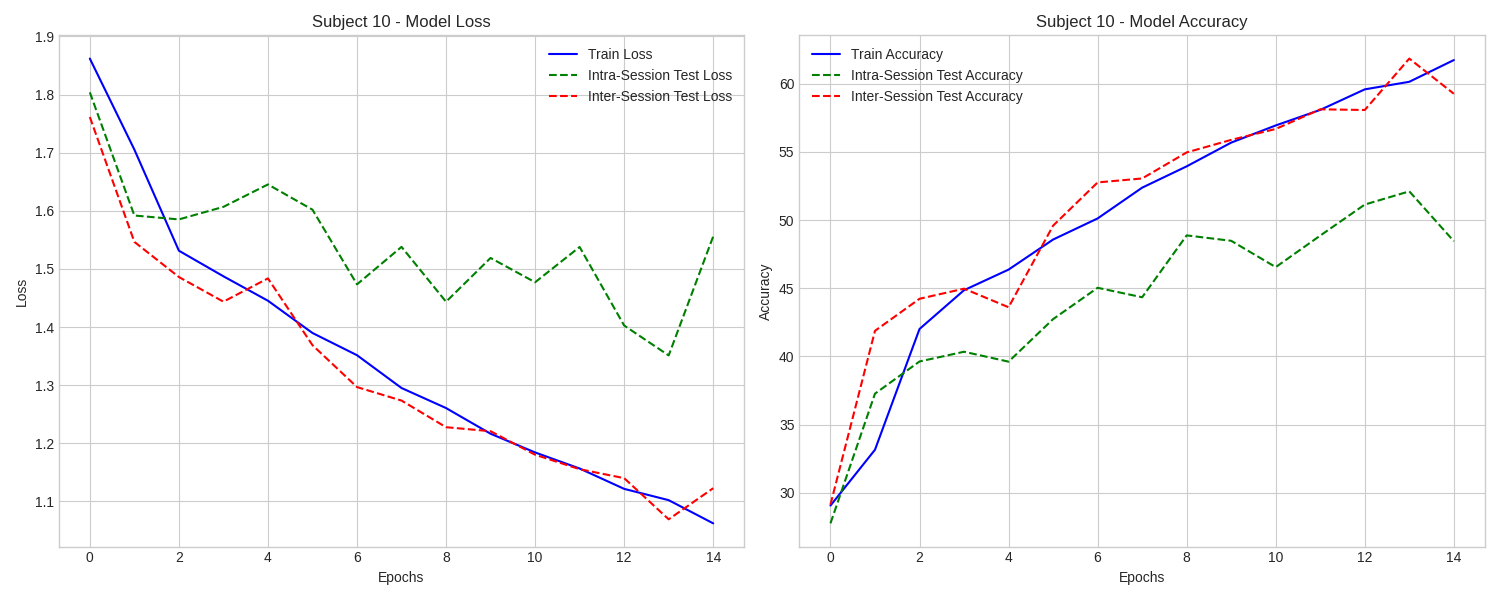 Subject 10 - Model Loss
1.9
1.8
1.7
1.6
1.5
1.4
1.3
1.2
1.1
Loss
Train Loss
Intra-Session Test Loss
Inter-Session Test Loss
0 2 4 6 8 10 12 14
Epochs
Subject 10 - Model Accuracy
60
55
50
45
40
35
30
Accuracy
Train Accuracy
Intra-Session Test Accuracy
Inter-Session Test Accuracy
0 2 4 6 8 10 12 14
Epochs